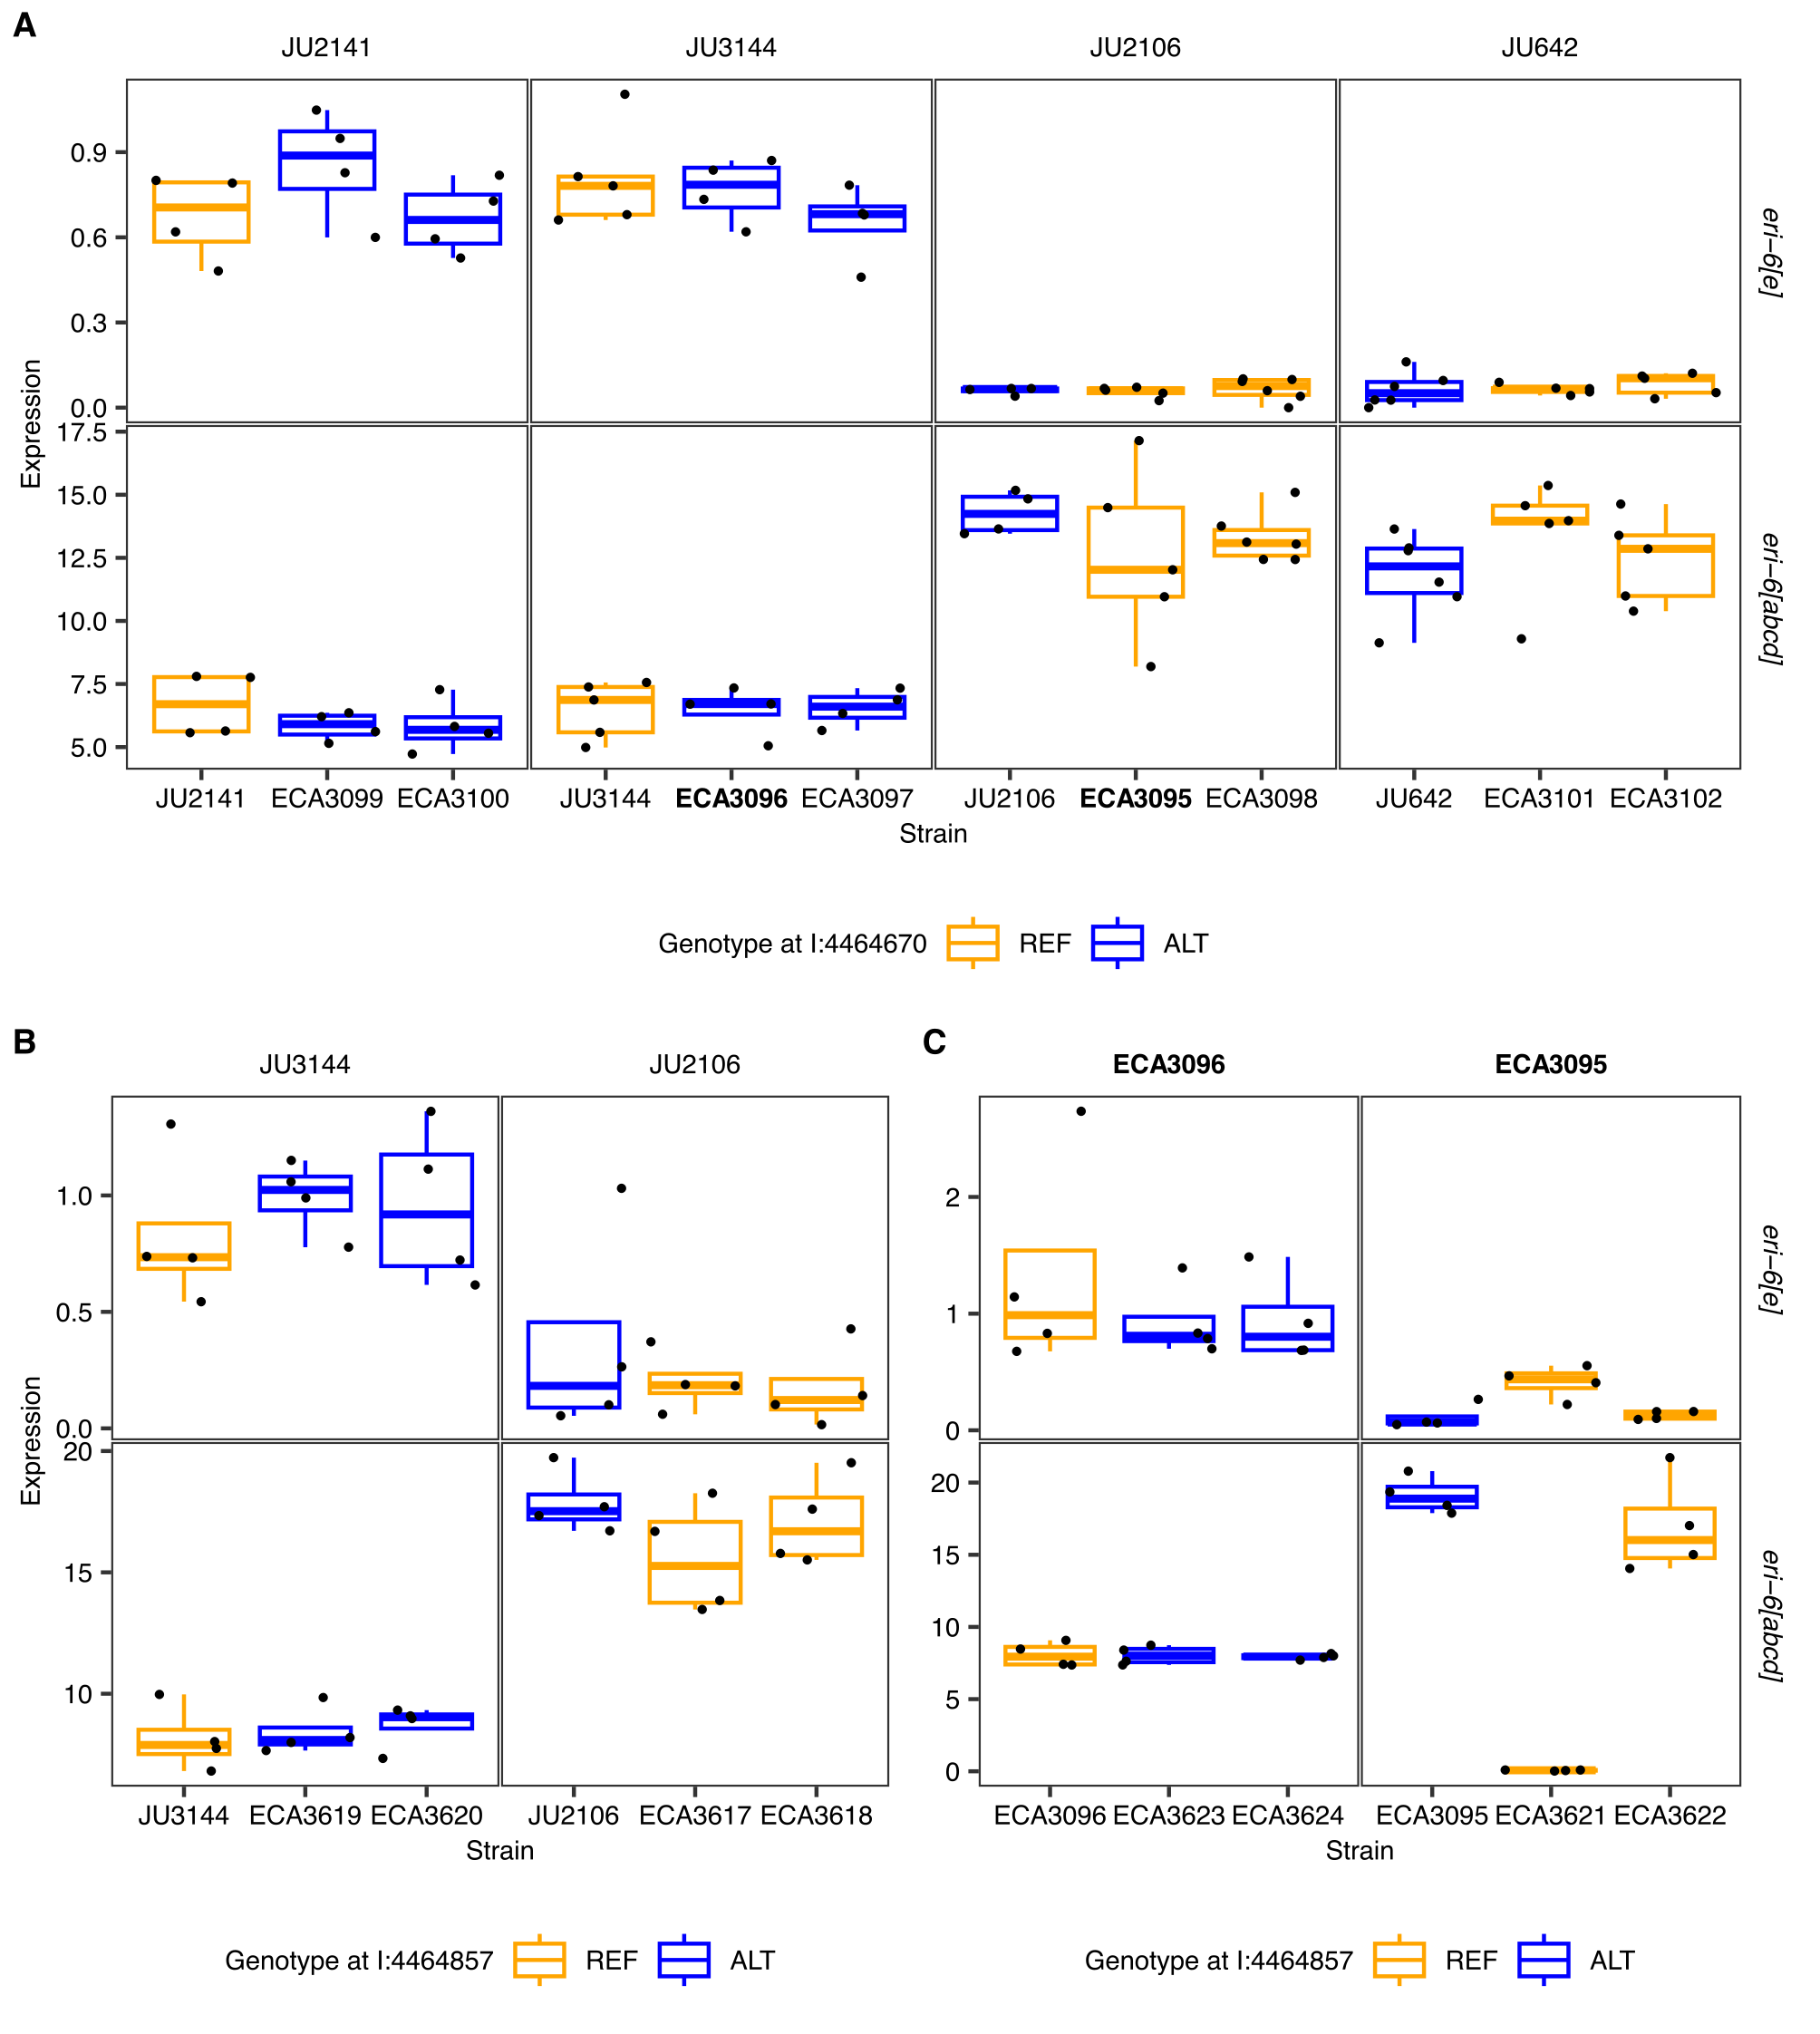 A
JU2141 JU3144 JU2106 JU642
Expression
0.9
0.6
0.3
0.0
eri−6[e]
17.5
15.0
12.5
10.0
7.5
5.0
eri−6[abcd]
JU2141 ECA3099 ECA3100 JU3144 ECA3096 ECA3097 JU2106 ECA3095 ECA3098 JU642 ECA3101 ECA3102
Strain
Genotype at I:4464670 REF ALT
B
JU3144 JU2106
Expression
1.0
0.5
0.0
20
15
10
JU3144 ECA3619 ECA3620 JU2106 ECA3617 ECA3618
Strain
Genotype at I:4464857 REF ALT
C
ECA3096 ECA3095
2
1
0
eri−6[e]
20
15
10
5
0
eri−6[abcd]
ECA3096 ECA3623 ECA3624 ECA3095 ECA3621 ECA3622
Strain
Genotype at I:4464857 REF ALT